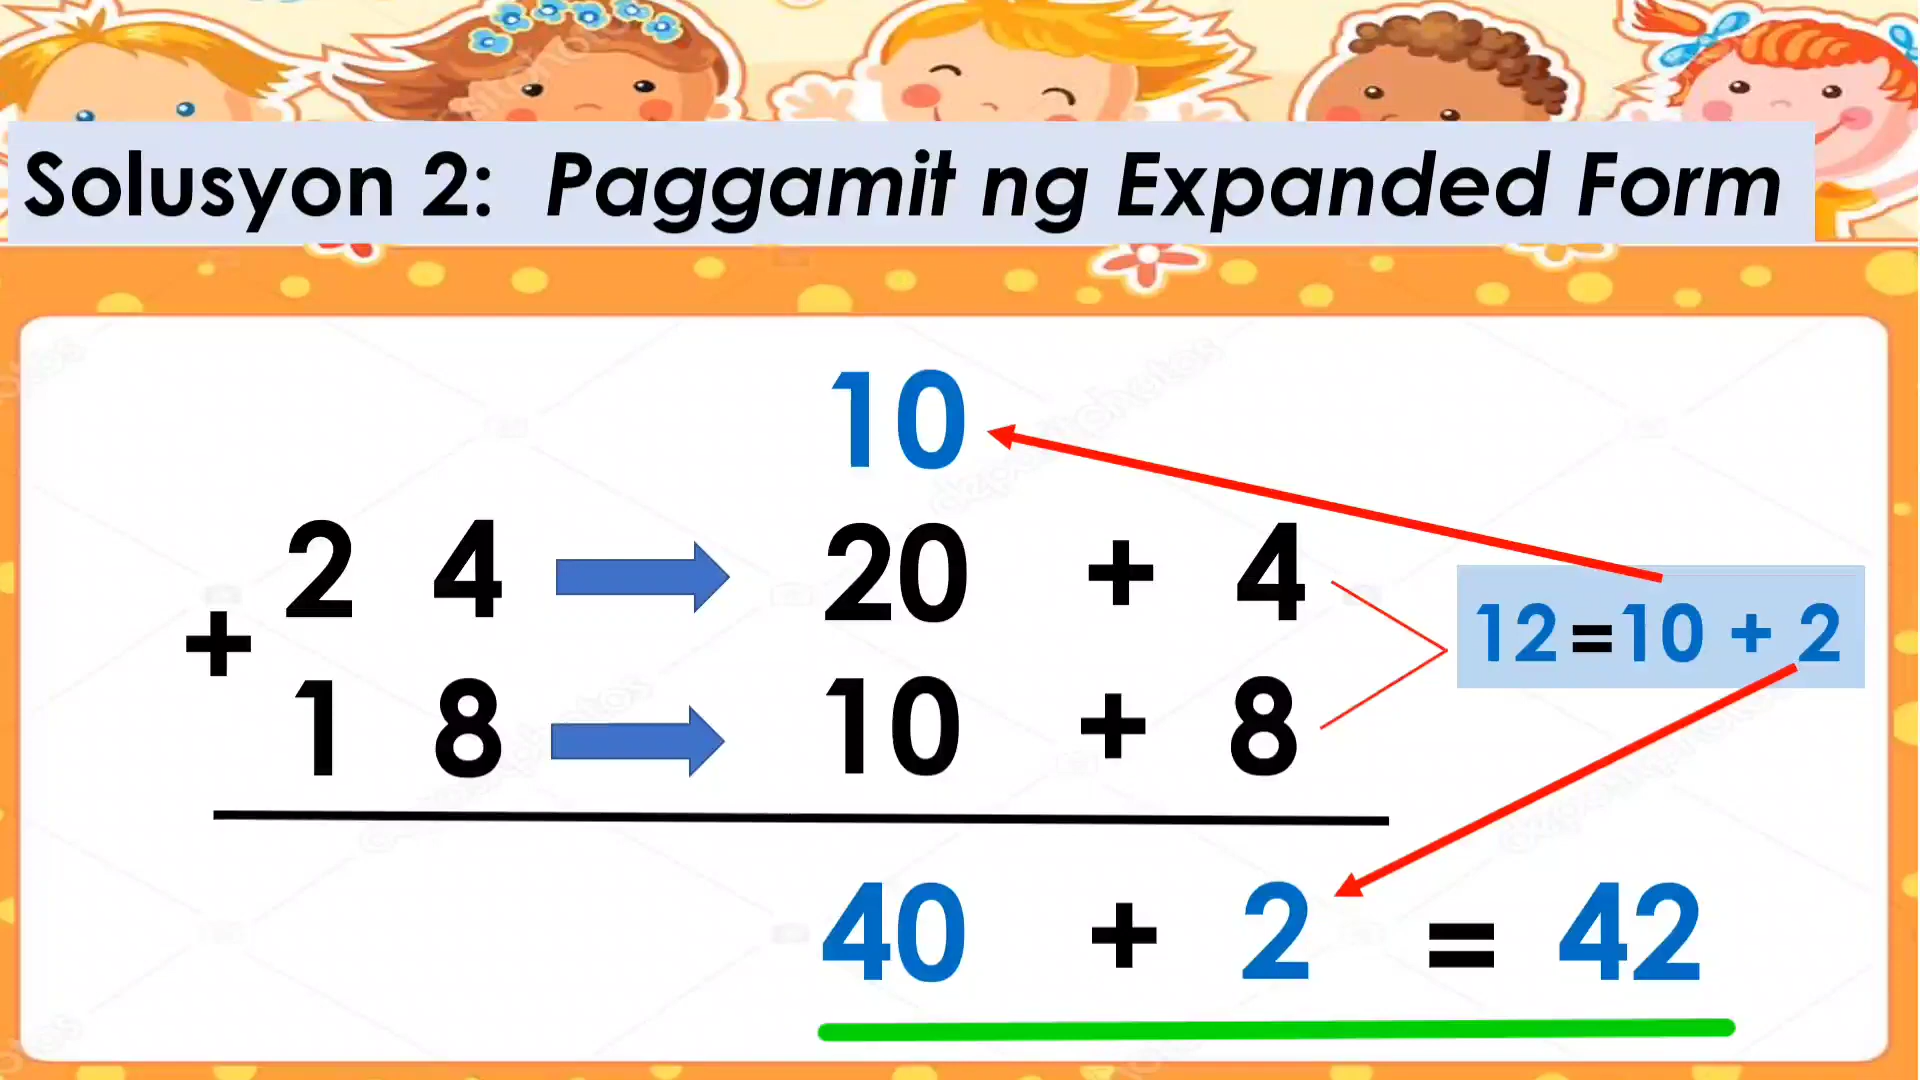 Solusyon 2: Paggamit ng Expanded Form
10
2 4 20 + 4
12=10 + 2
+
1 8 10 + 8
40 + 2 = 42